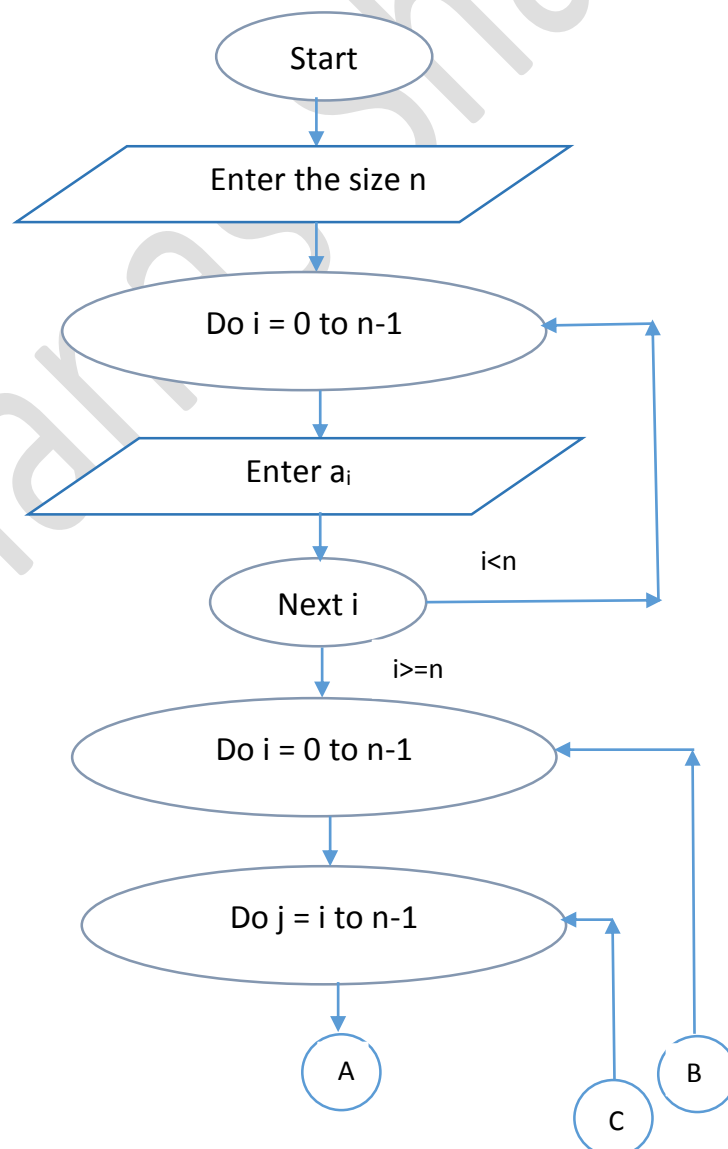 Start
Enter the size n
Do i = 0 to n-1
Enter aᵢ
i<n
Next i
i>=n
Do i = 0 to n-1
Do j = i to n-1
A
B
C